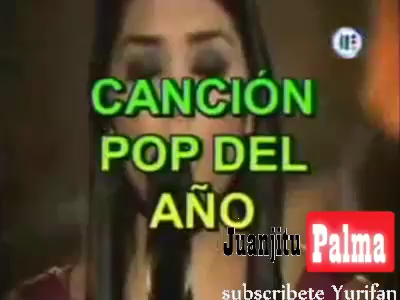 CANCIÓN
POP DEL
AÑO
Juanjitu Palma
subscribete Yurifan